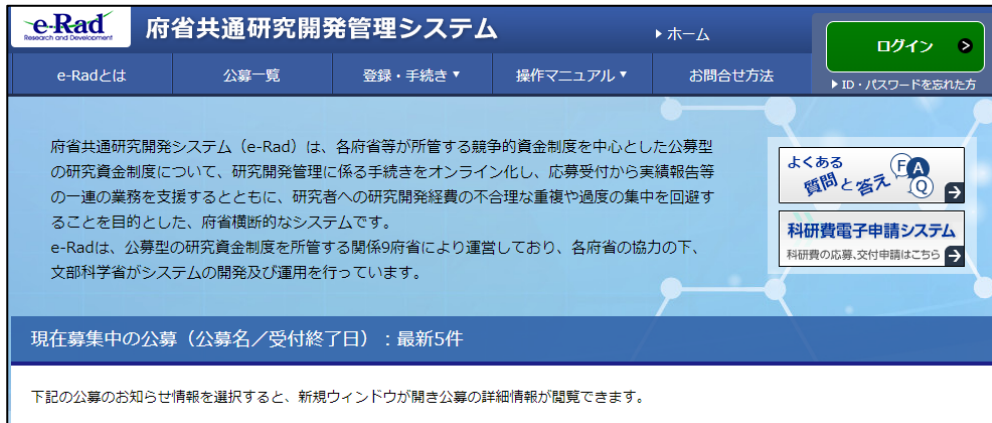 e-Rad
Research and Development
府省共通研究開発管理システム
▶ホーム
ログイン
▶ID・パスワードを忘れた方
e-Radとは
公募一覧
登録・手続き▼
操作マニュアル▼
お問合せ方法
府省共通研究開発システム（e-Rad）は、各府省等が所管する競争的資金制度を中心とした公募型
の研究資金制度について、研究開発管理に係る手続きをオンライン化し、応募受付から実績報告等
の一連の業務を支援するとともに、研究者への研究開発経費の不合理な重複や過度の集中を回避す
ることを目的とした、府省横断的なシステムです。
e-Radは、公募型の研究資金制度を所管する関係9府省により運営しており、各府省の協力の下、
文部科学省がシステムの開発及び運用を行っています。
よくある
質問と答え
FAQ
科研費電子申請システム
科研費の応募、交付申請はこちら
現在募集中の公募（公募名／受付終了日）：最新5件
下記の公募のお知らせ情報を選択すると、新規ウィンドウが開き公募の詳細情報が閲覧できます。